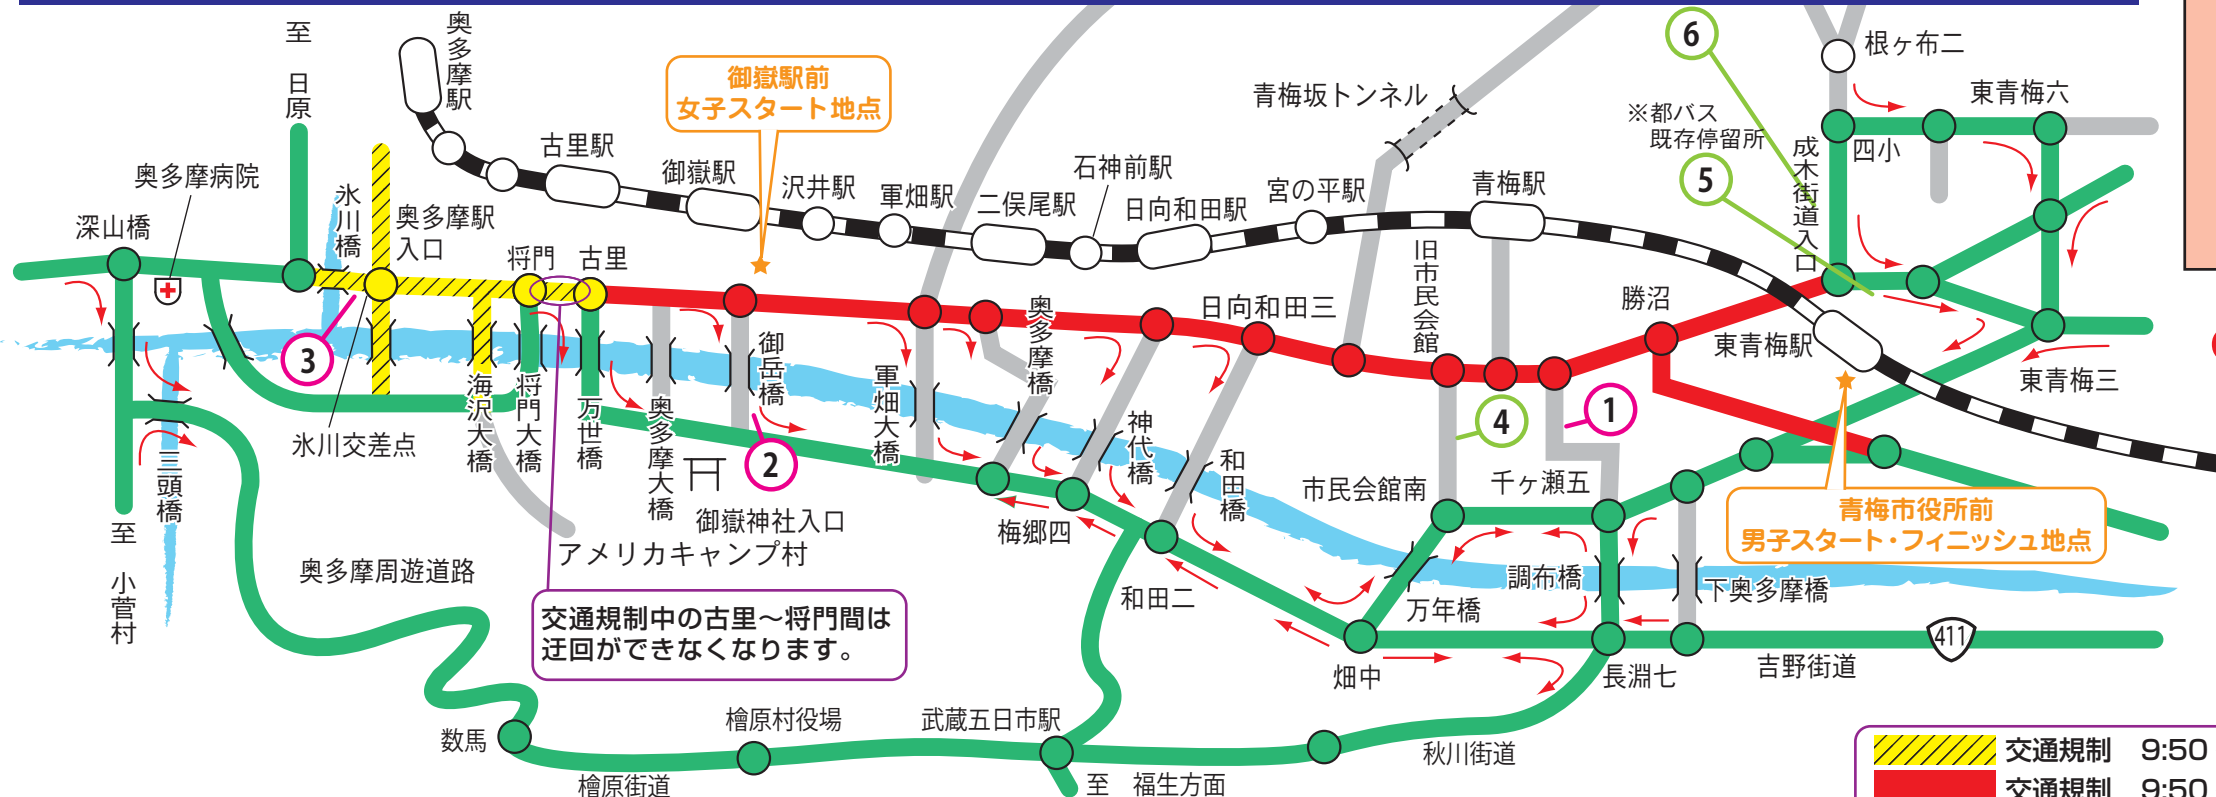 至 日原
奥多摩駅
御嶽駅前
女子スタート地点
古里駅
御嶽駅
沢井駅
軍畑駅
二俣尾駅
石神前駅
日向和田駅
宮の平駅
青梅駅
青梅坂トンネル
6
※都バス
既存停留所
5
根ヶ布二
東青梅六
四小
成木街道入口
奥多摩病院
深山橋
氷川橋
奥多摩駅
入口
将門
古里
旧市民会館
勝沼
東青梅駅
東青梅三
日向和田三
奥多摩橋
御岳橋
軍畑大橋
神代橋
和田橋
3
氷川交差点
海沢大橋
将門大橋
万世橋
奥多摩大橋
2
御嶽神社入口
アメリカキャンプ村
4
1
市民会館南
千ヶ瀬五
梅郷四
和田二
万年橋
調布橋
下奥多摩橋
青梅市役所前
男子スタート・フィニッシュ地点
三頭橋
至 小菅村
奥多摩周遊道路
交通規制中の古里～将門間は
迂回ができなくなります。
畑中
長淵七
吉野街道
411
数馬
檜原村役場
武蔵五日市駅
檜原街道
至 福生方面
秋川街道
交通規制 9:50
交通規制 9:50